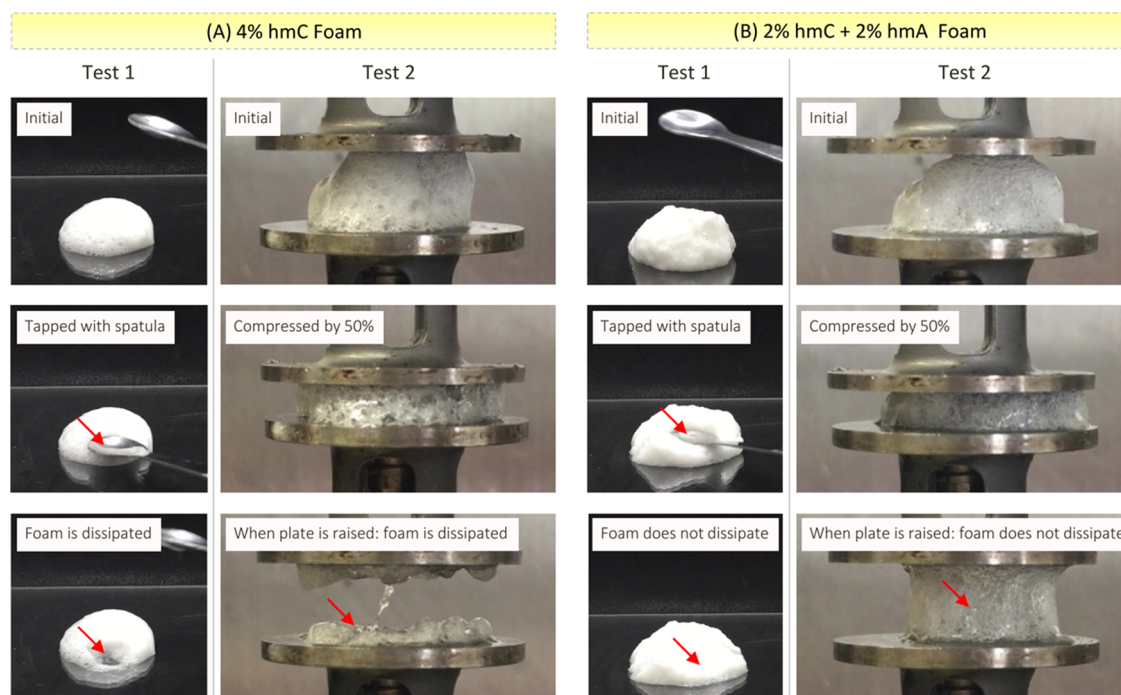 (A) 4% hmC Foam
Test 1
Test 2
Initial
Initial
Tapped with spatula
Compressed by 50%
Foam is dissipated
When plate is raised: foam is dissipated
(B) 2% hmC + 2% hmA Foam
Test 1
Test 2
Initial
Initial
Tapped with spatula
Compressed by 50%
Foam does not dissipate
When plate is raised: foam does not dissipate